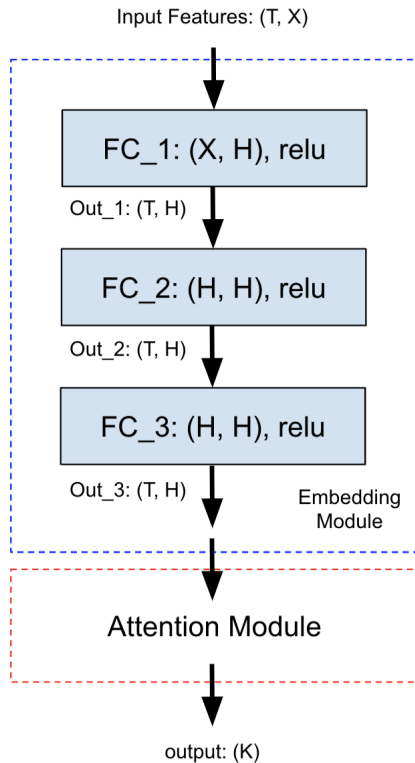 Input Features: (T, X)
FC_1: (X, H), relu
Out_1: (T, H)
FC_2: (H, H), relu
Out_2: (T, H)
FC_3: (H, H), relu
Out_3: (T, H)
Embedding
Module
Attention Module
output: (K)